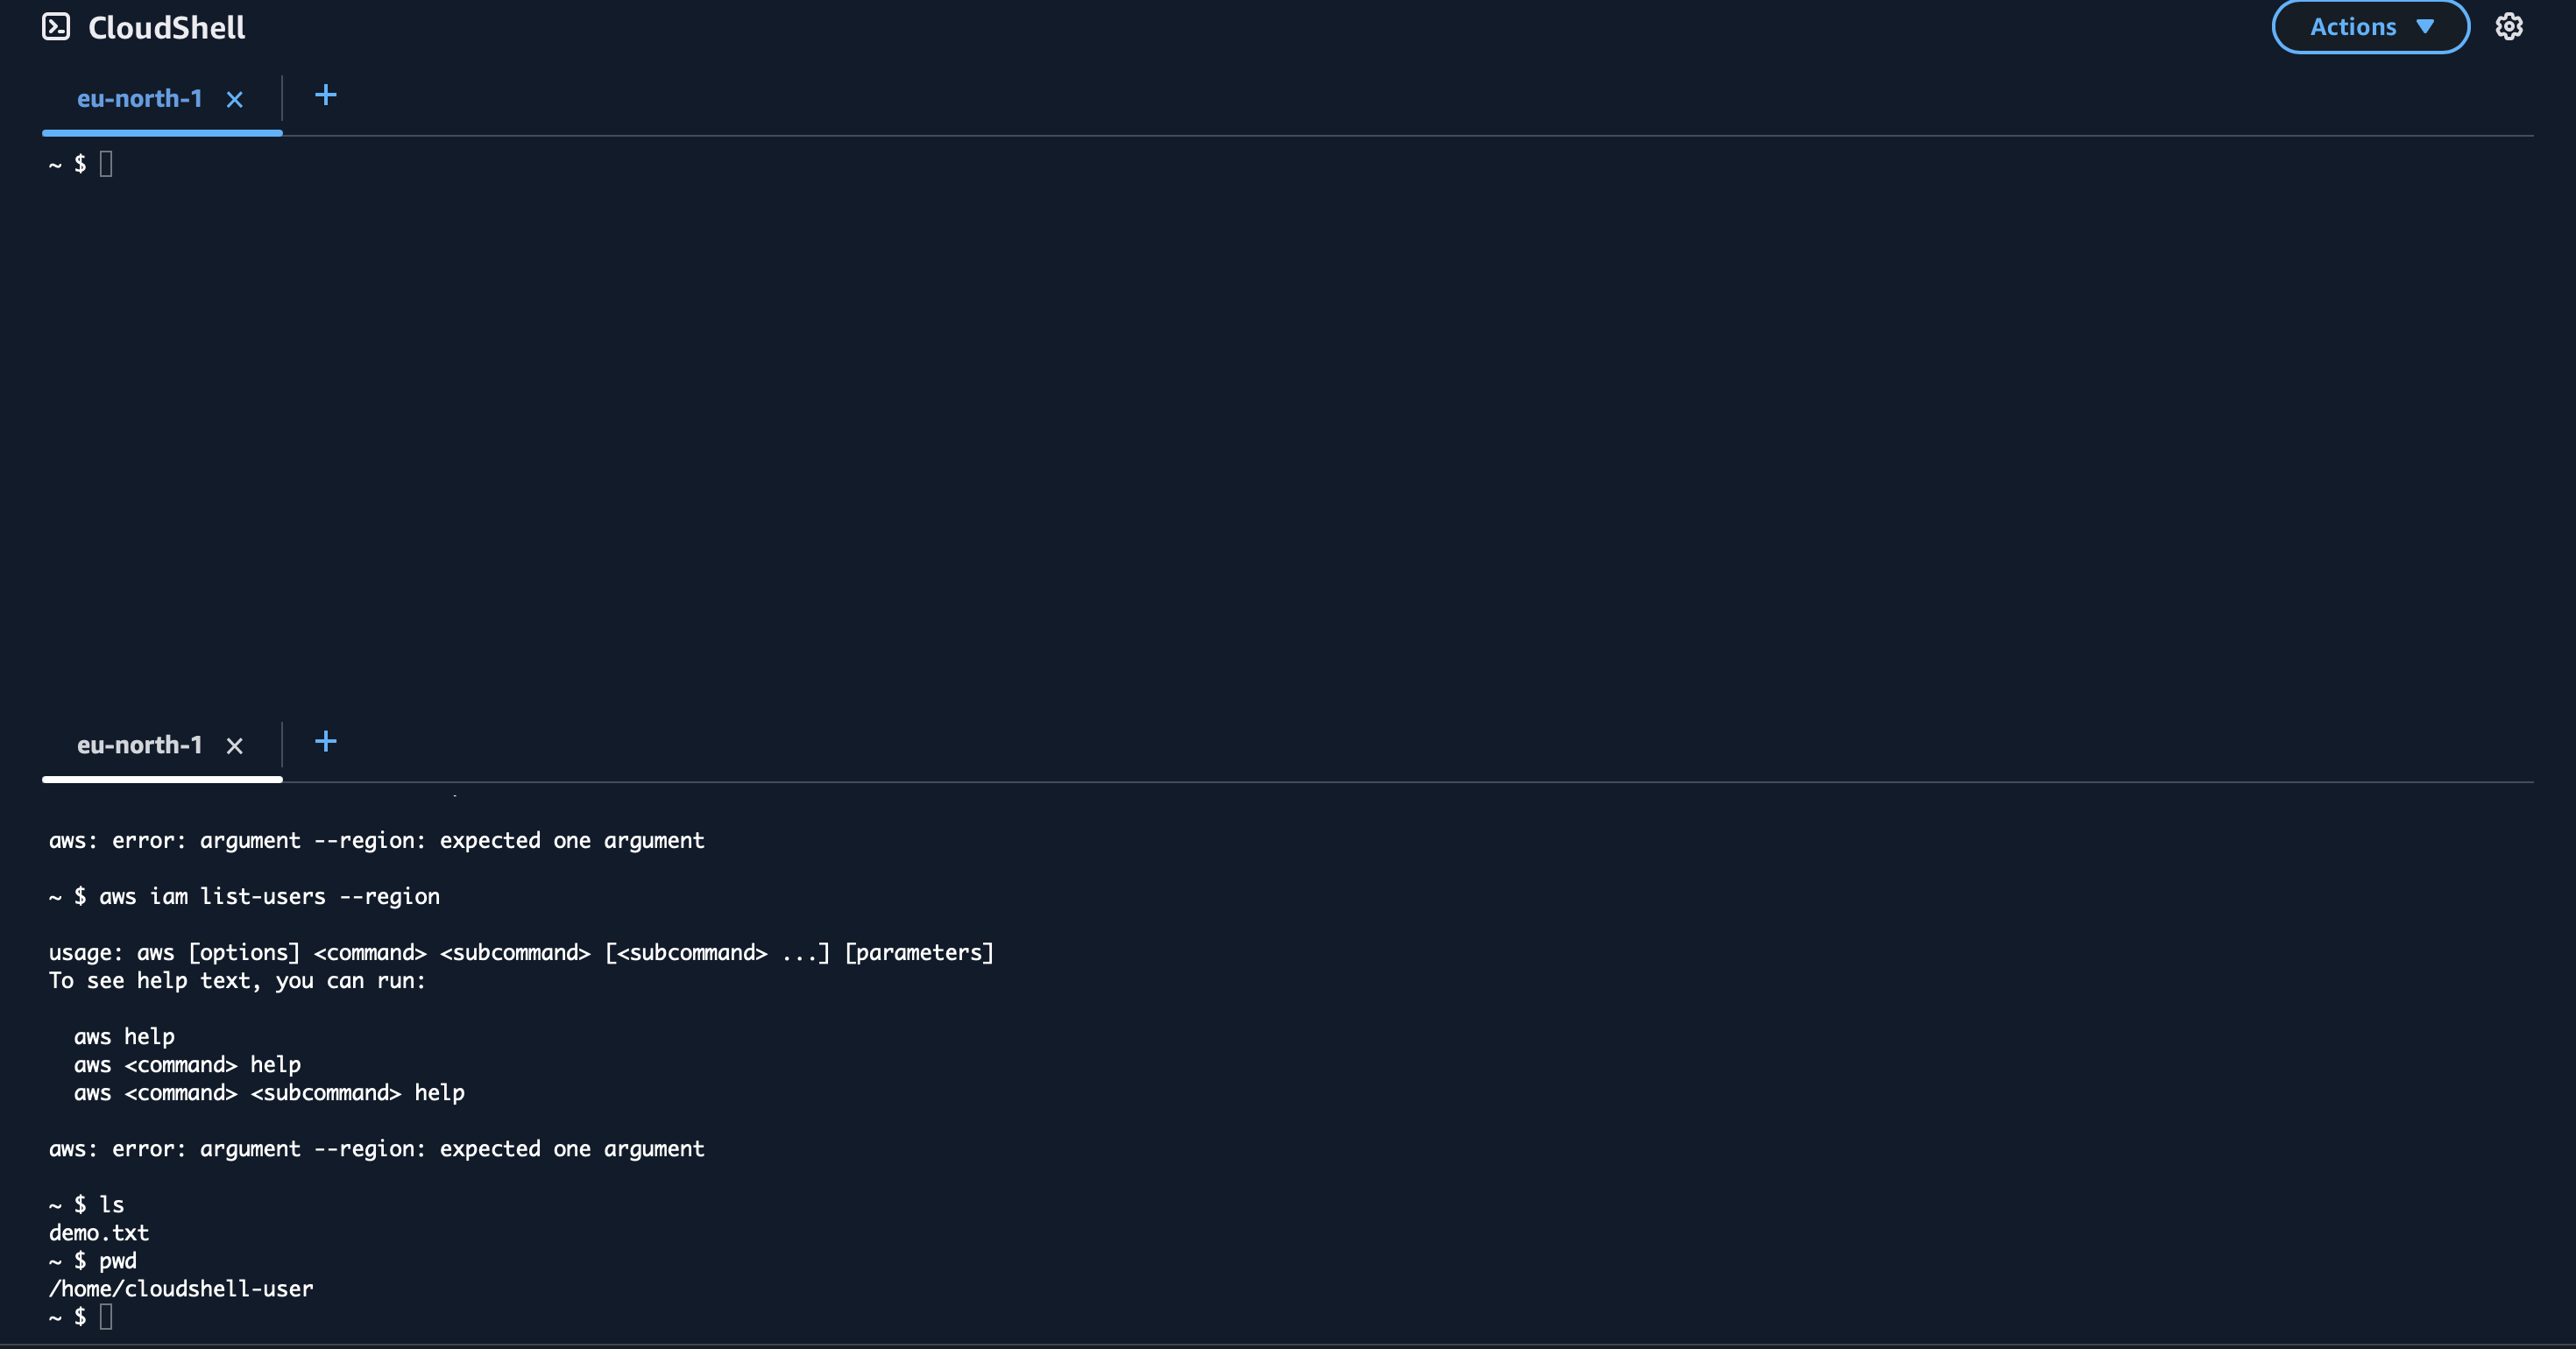 CloudShell
Actions
eu-north-1
~ $
eu-north-1
aws: error: argument --region: expected one argument
~ $ aws iam list-users --region
usage: aws [options] <command> <subcommand> [<subcommand> ...] [parameters]
To see help text, you can run:
aws help
aws <command> help
aws <command> <subcommand> help
aws: error: argument --region: expected one argument
~ $ ls
demo.txt
~ $ pwd
/home/cloudshell-user
~ $